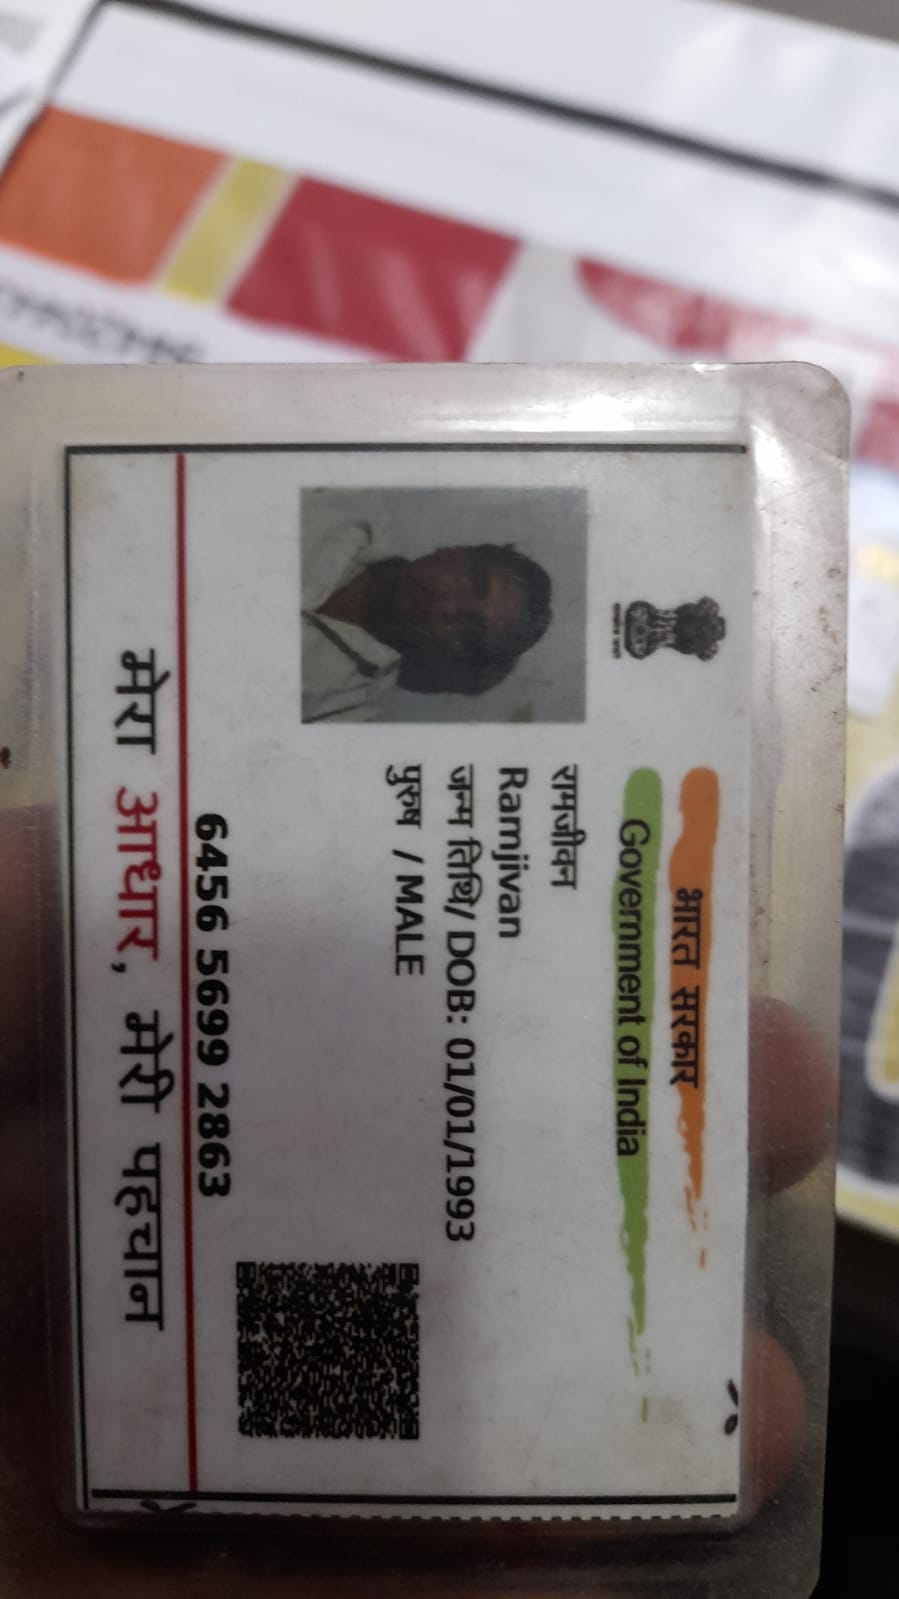 भारत सरकार
Government of India
रामजीवन
Ramjivan
जन्म तिथि/ DOB: 01/01/1993
पुरुष / MALE
6456 5699 2863
मेरा आधार, मेरी पहचान